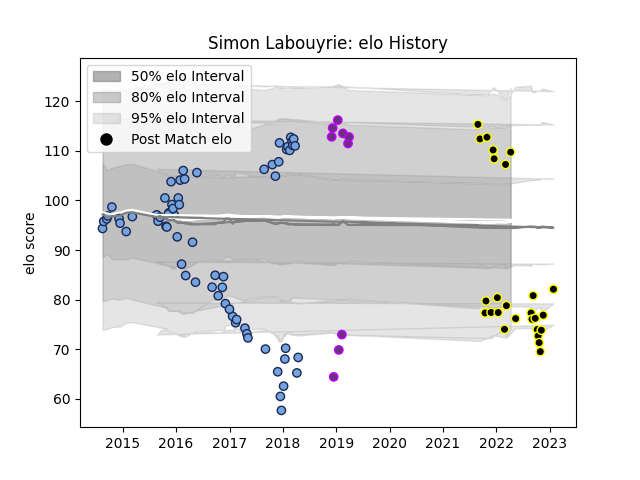 Simon Labouyrie: elo History
50% elo Interval
80% elo Interval
95% elo Interval
Post Match elo
elo score
120
110
100
90
80
70
60
2015 2016 2017 2018 2019 2020 2021 2022 2023